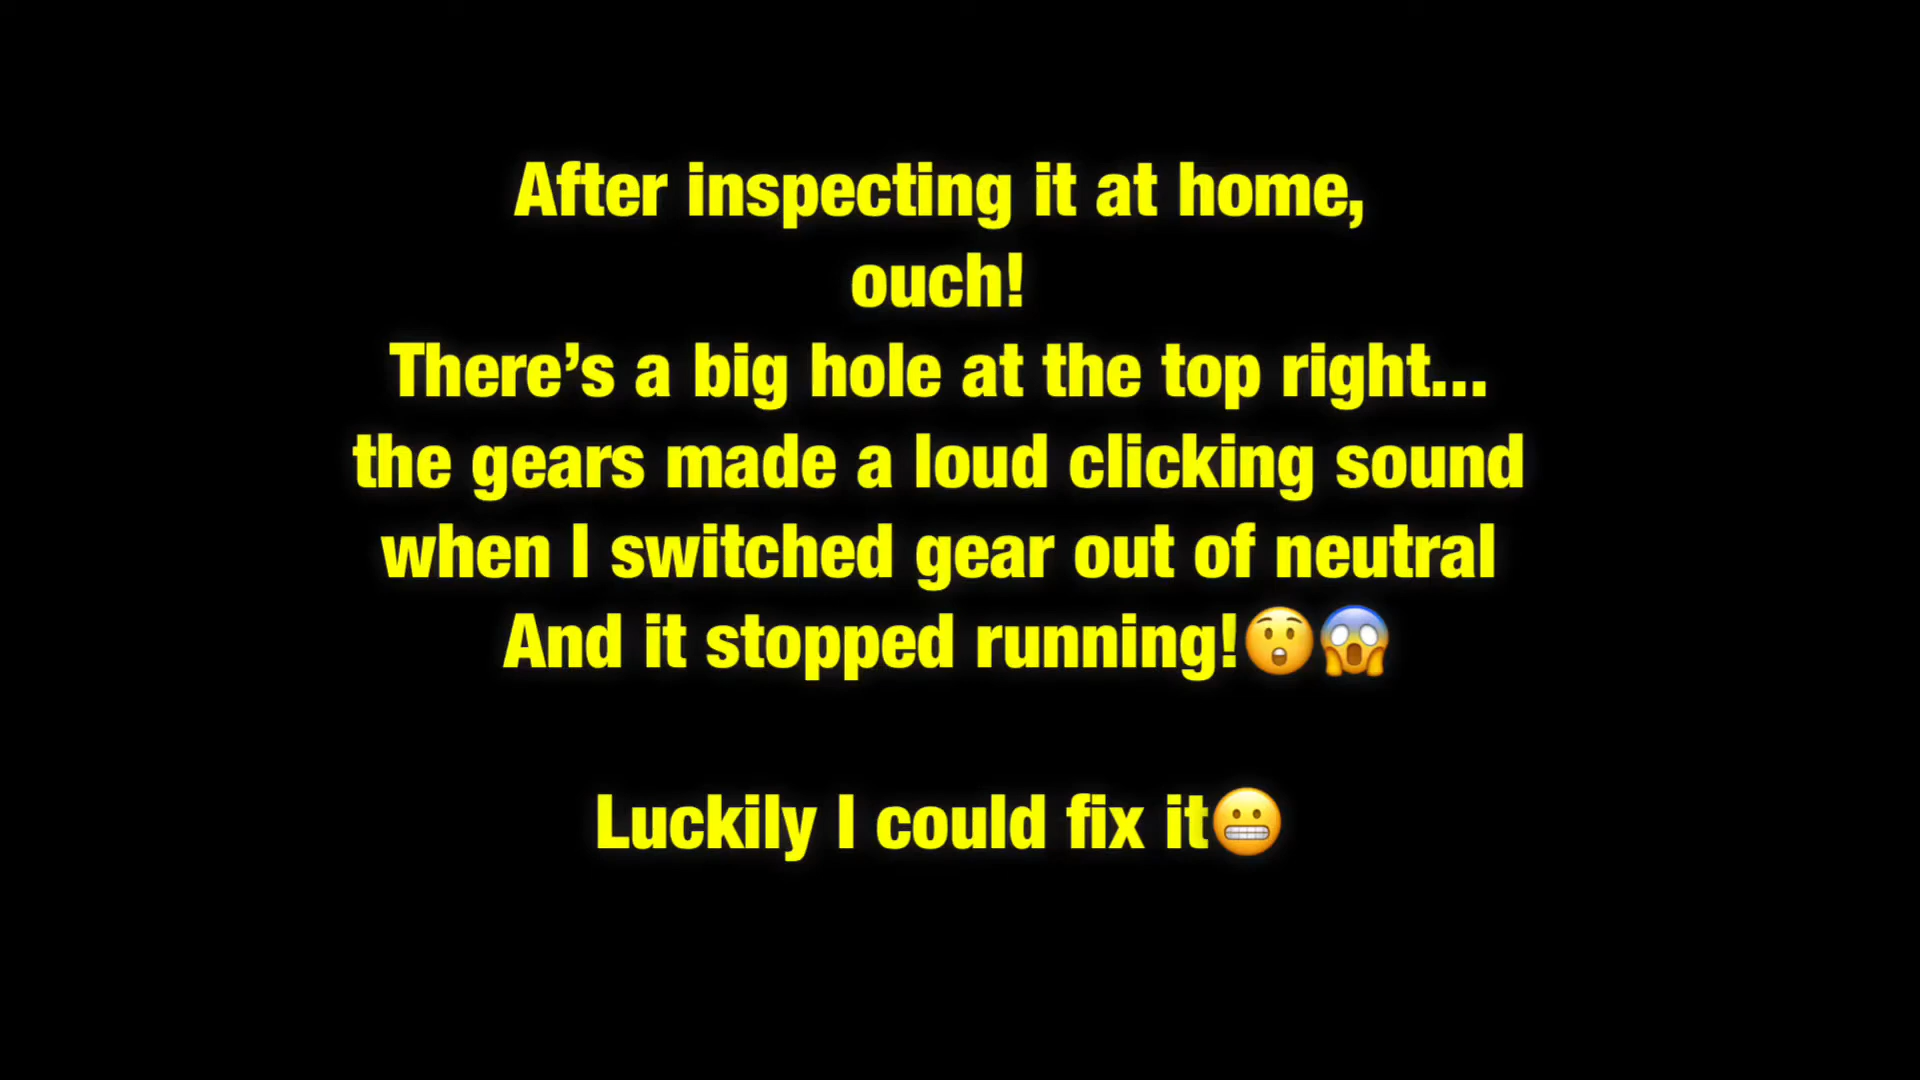 After inspecting it at home,
ouch!
There’s a big hole at the top right...
the gears made a loud clicking sound
when I switched gear out of neutral
And it stopped running!😲😱
Luckily I could fix it😬